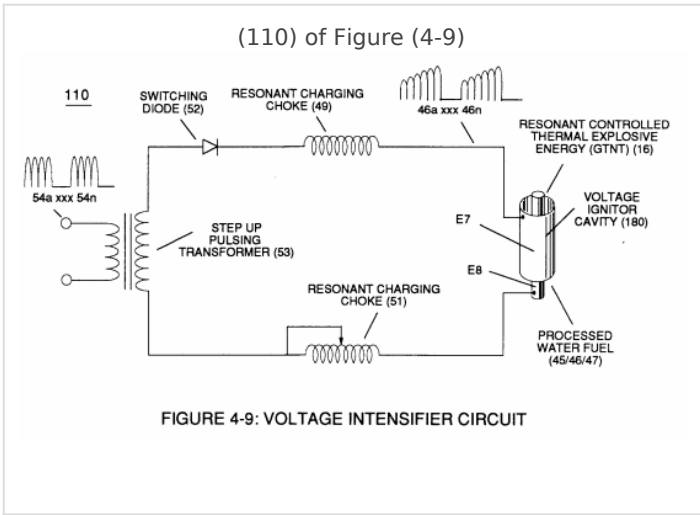 (110) of Figure (4-9)
110
SWITCHING
DIODE (52)
RESONANT CHARGING
CHOKE (49)
46a xxx 46n
RESONANT CONTROLLED
THERMAL EXPLOSIVE
ENERGY (GTNT) (16)
54a xxx 54n
VOLTAGE
IGNITOR
CAVITY (180)
E7
STEP UP
PULSING
TRANSFORMER (53)
E8
RESONANT CHARGING
CHOKE (51)
PROCESSED
WATER FUEL
(45/46/47)
FIGURE 4-9: VOLTAGE INTENSIFIER CIRCUIT